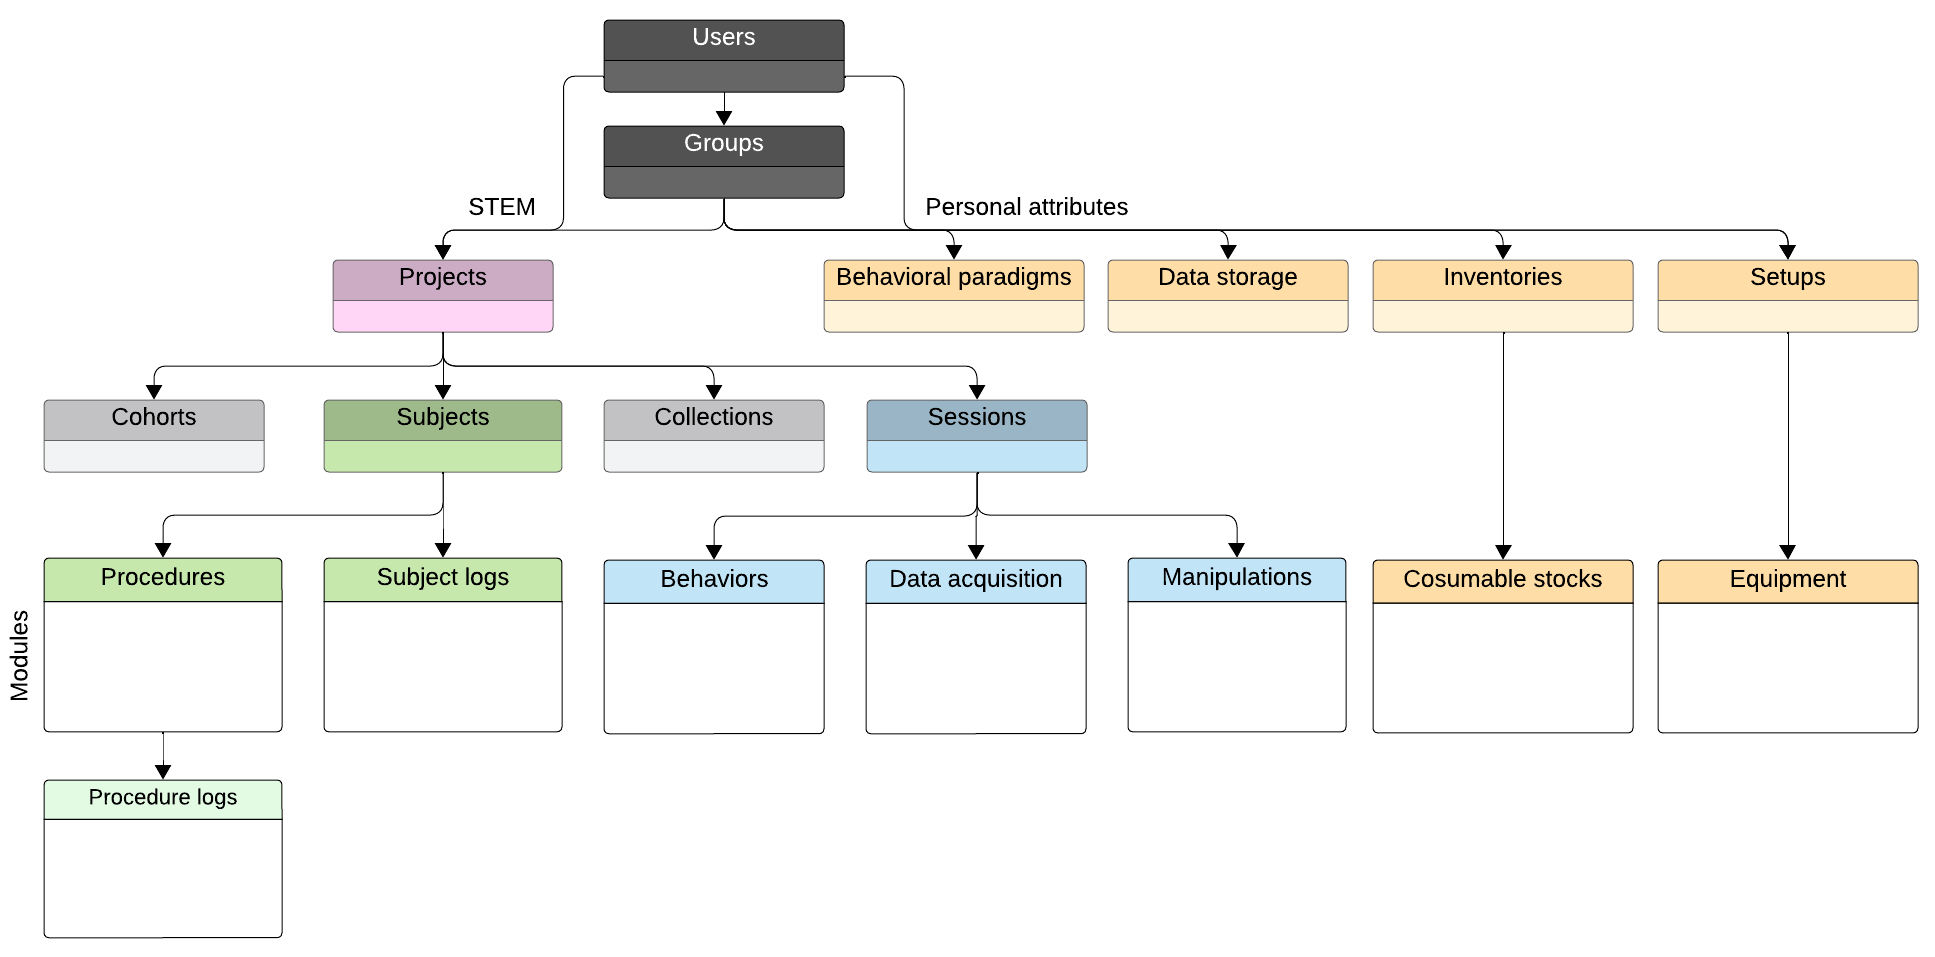 Users
Groups
STEM
Personal attributes
Projects
Behavioral paradigms
Data storage
Inventories
Setups
Cohorts
Subjects
Collections
Sessions
Procedures
Subject logs
Behaviors
Data acquisition
Manipulations
Cosumable stocks
Equipment
Modules
Procedure logs